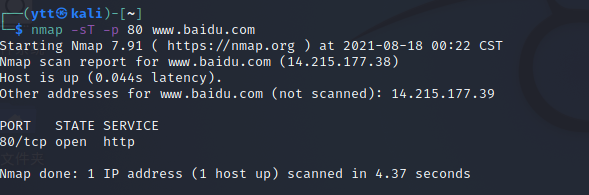 ┌──(ytt㉿kali)-[~]
└─$ nmap -sT -p 80 www.baidu.com
Starting Nmap 7.91 ( https://nmap.org ) at 2021-08-18 00:22 CST
Nmap scan report for www.baidu.com (14.215.177.38)
Host is up (0.044s latency).
Other addresses for www.baidu.com (not scanned): 14.215.177.39
PORT   STATE SERVICE
80/tcp open  http
文件夹
Nmap done: 1 IP address (1 host up) scanned in 4.37 seconds